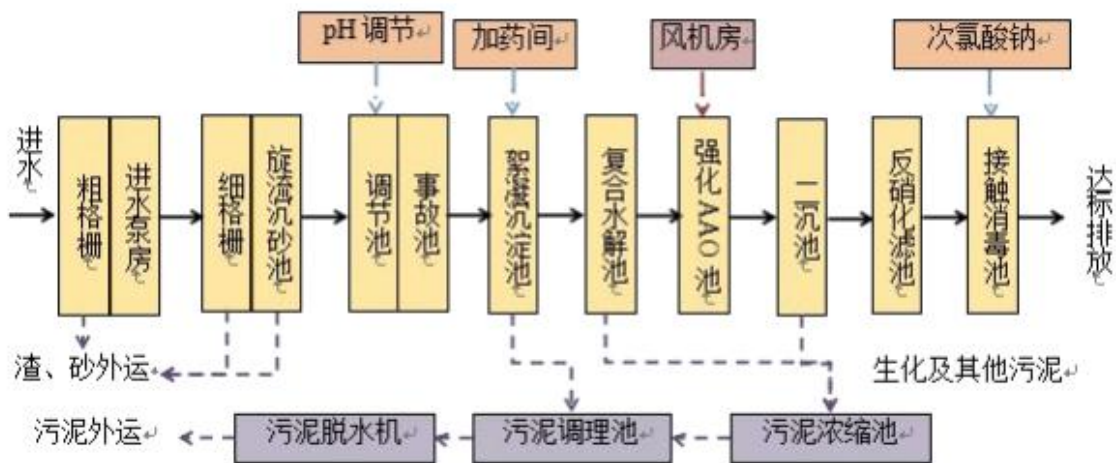 pH 调节
加药间
风机房
次氯酸钠
进水
粗格栅
进水泵房
细格栅
旋流沉砂池
调节池
事故池
絮凝沉淀池
复合水解池
强化 AAO 池
二沉池
反硝化滤池
接触消毒池
达标排放
渣、砂外运
生化及其他污泥
污泥外运
污泥脱水机
污泥调理池
污泥浓缩池